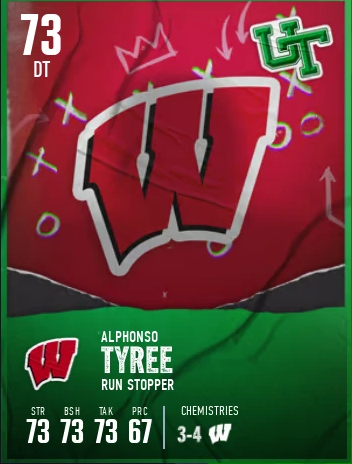 73
DT
UT
W
W
ALPHONSO
TYREE
RUN STOPPER
STR BSH TAK PRC CHEMISTRIES
73 73 73 67 3-4 W